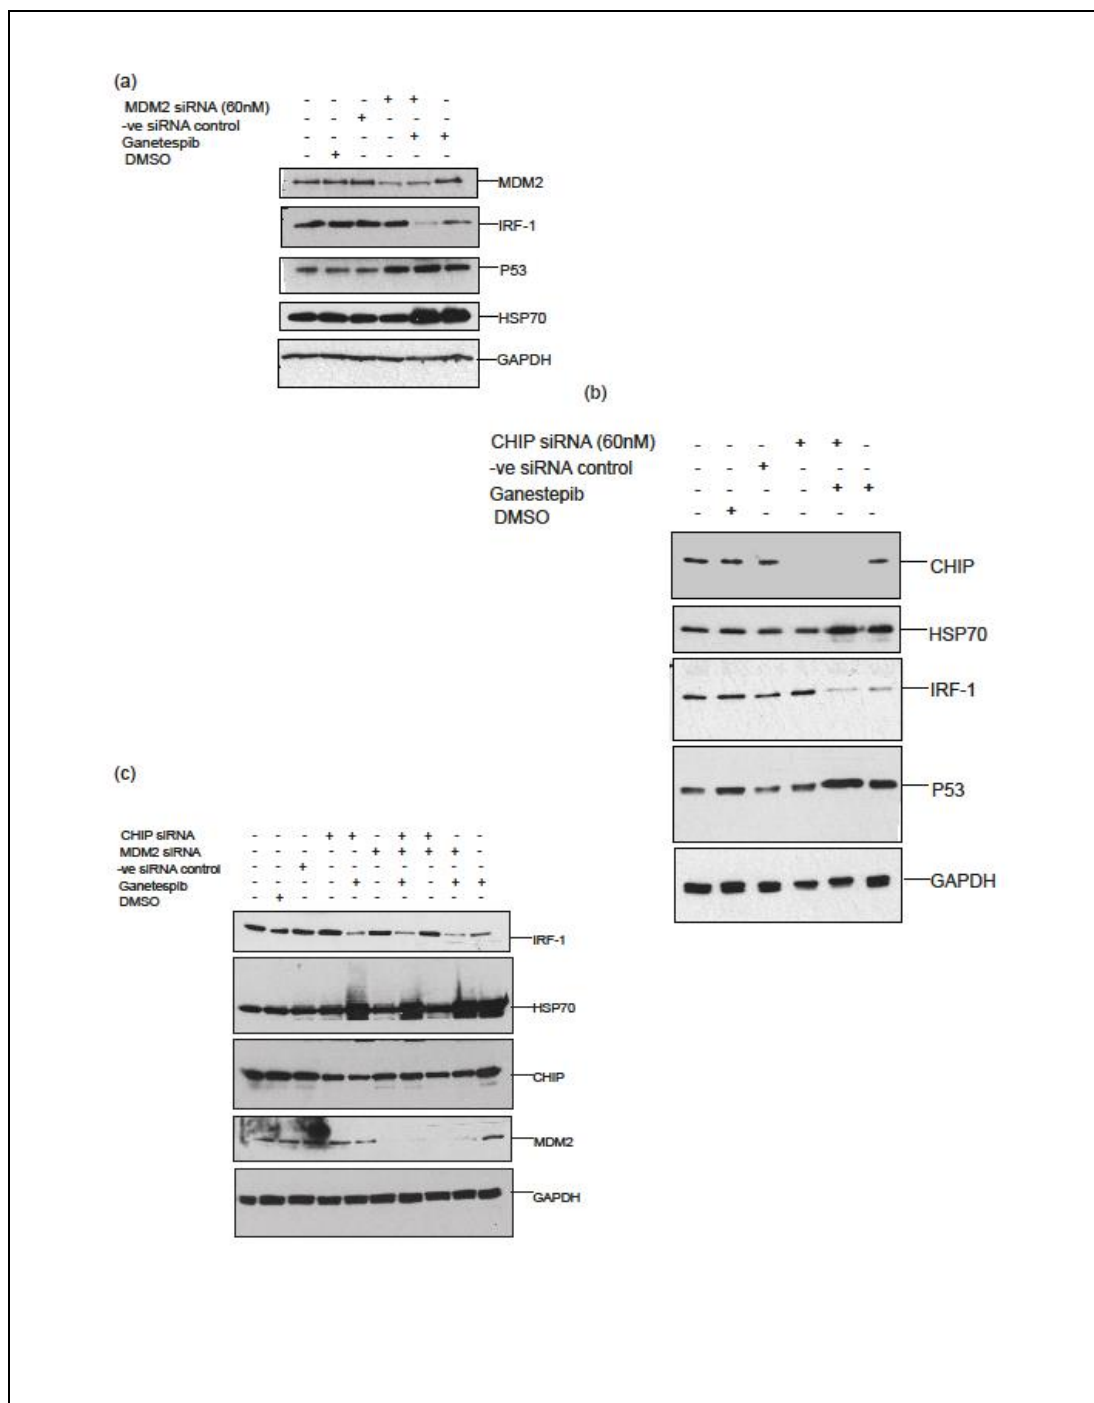 (a)
MDM2 siRNA (60nM) - - - + + -
-ve siRNA control - - + - - -
Ganetespib - - - - + +
DMSO - + - - - -
MDM2
IRF-1
P53
HSP70
GAPDH
(b)
CHIP siRNA (60nM) - - - + + -
-ve siRNA control - - + - - -
Ganestepib - - - - + +
DMSO - + - - - -
CHIP
HSP70
IRF-1
P53
GAPDH
(c)
CHIP siRNA - - - + + - + + - -
MDM2 siRNA - - - - - + + + + -
-ve siRNA control - - + - - - - - - -
Ganetespib - - - - + - + - + +
DMSO - + - - - - - - - -
IRF-1
HSP70
CHIP
MDM2
GAPDH